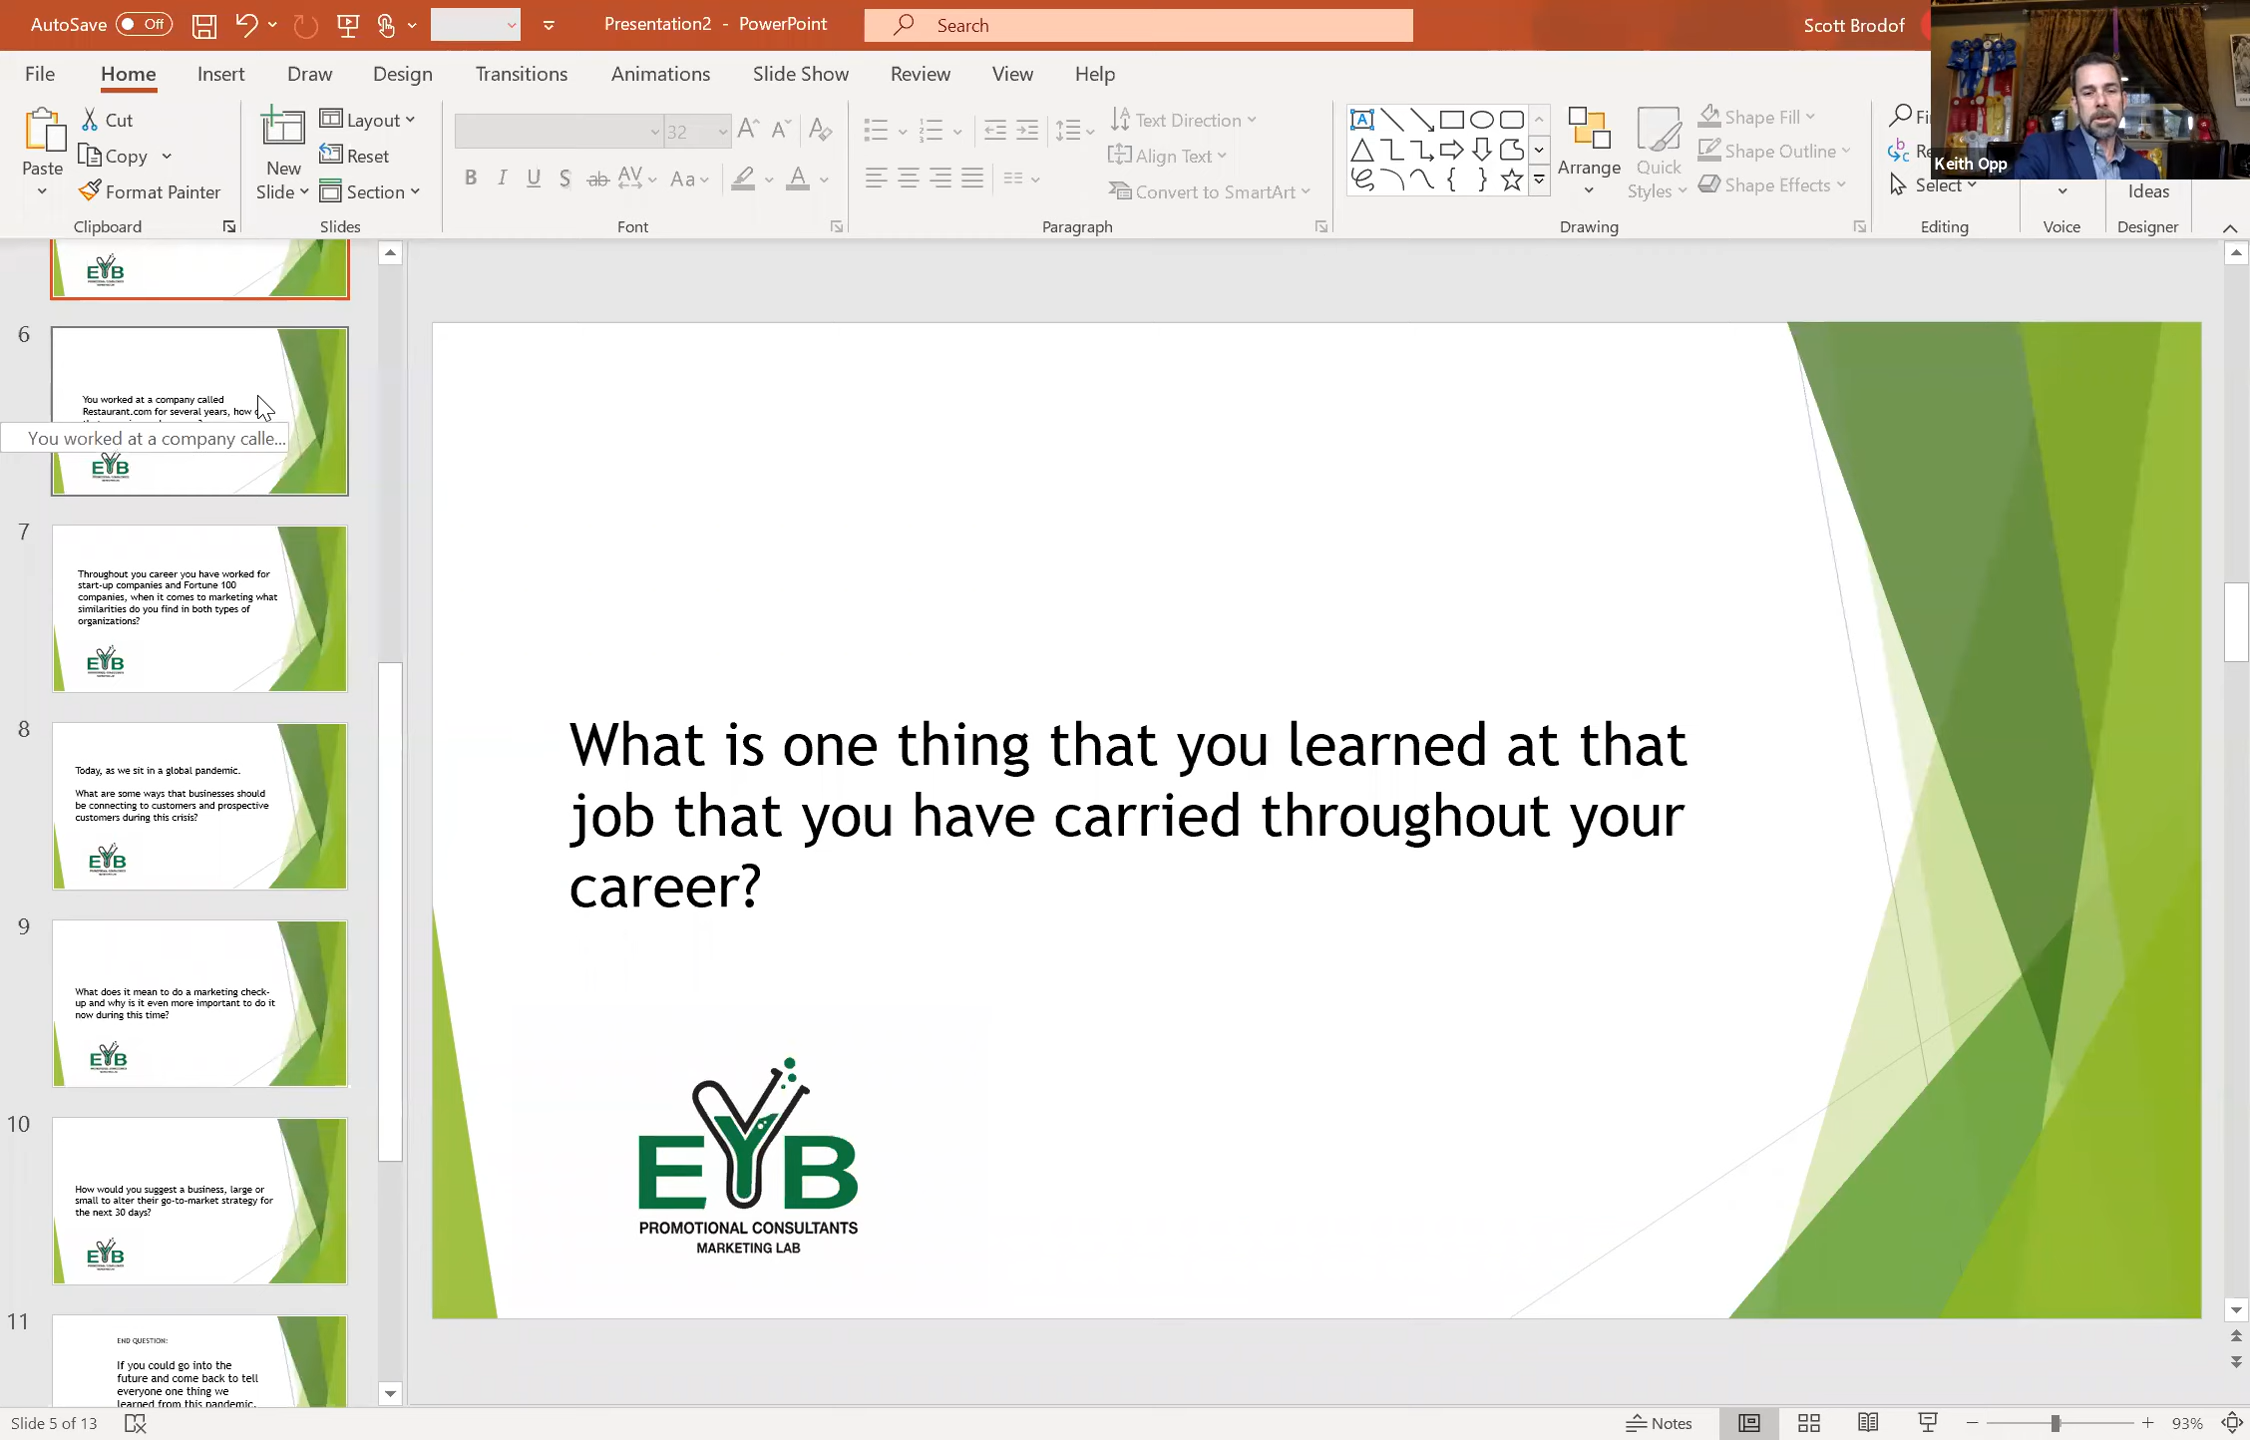 AutoSave Off
Presentation2 - PowerPoint
Search
Scott Brodof
File Home Insert Draw Design Transitions Animations Slide Show Review View Help
Paste
Cut
Copy
Format Painter
Clipboard
New
Slide
Layout
Reset
Section
Slides
32
B I U S ab AV Aa A
Font
Text Direction
Align Text
Convert to SmartArt
Paragraph
Arrange
Quick
Styles
Shape Fill
Shape Outline
Shape Effects
Drawing
Select
Editing
Voice
Ideas
Designer
Keith Opp
EYB
6
You worked at a company called
Restaurant.com for several years, how
You worked at a company calle...
EYB
7
Throughout you career you have worked for
start-up companies and Fortune 100
companies, when it comes to marketing what
similarities do you find in both types of
organizations?
EYB
8
Today, as we sit in a global pandemic.
What are some ways that businesses should
be connecting to customers and prospective
customers during this crisis?
EYB
9
What does it mean to do a marketing check-
up and why is it even more important to do it
now during this time?
EYB
10
How would you suggest a business, large or
small to alter their go-to-market strategy for
the next 30 days?
EYB
11
END QUESTION:
If you could go into the
future and come back to tell
everyone one thing we
learned from this pandemic,
What is one thing that you learned at that
job that you have carried throughout your
career?
EYB
PROMOTIONAL CONSULTANTS
MARKETING LAB
Slide 5 of 13
Notes
93%